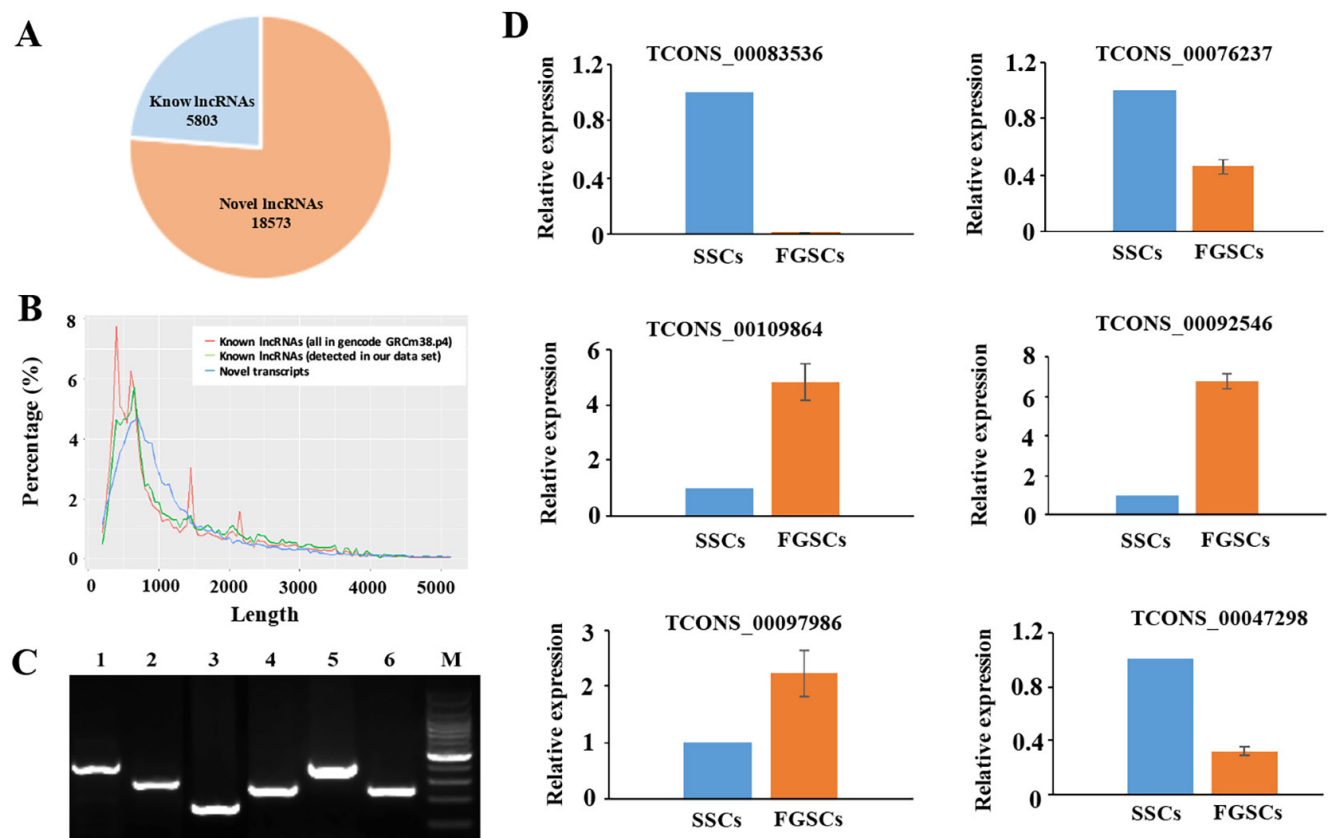 A
Know lncRNAs
5803
Novel lncRNAs
18573
B
Percentage (%)
8
6
4
2
0
Known lncRNAs (all in gencode GRCm38.p4)
Known lncRNAs (detected in our data set)
Novel transcripts
0 1000 2000 3000 4000 5000
Length
C
1 2 3 4 5 6 M
D
TCONS_00083536
Relative expression
1.2
0.8
0.4
0
SSCs FGSCs
TCONS_00076237
Relative expression
1.2
0.8
0.4
0
SSCs FGSCs
TCONS_00109864
Relative expression
6
4
2
0
SSCs FGSCs
TCONS_00092546
Relative expression
8
6
4
2
0
SSCs FGSCs
TCONS_00097986
Relative expression
3
2
1
0
SSCs FGSCs
TCONS_00047298
Relative expression
1.2
0.8
0.4
0
SSCs FGSCs